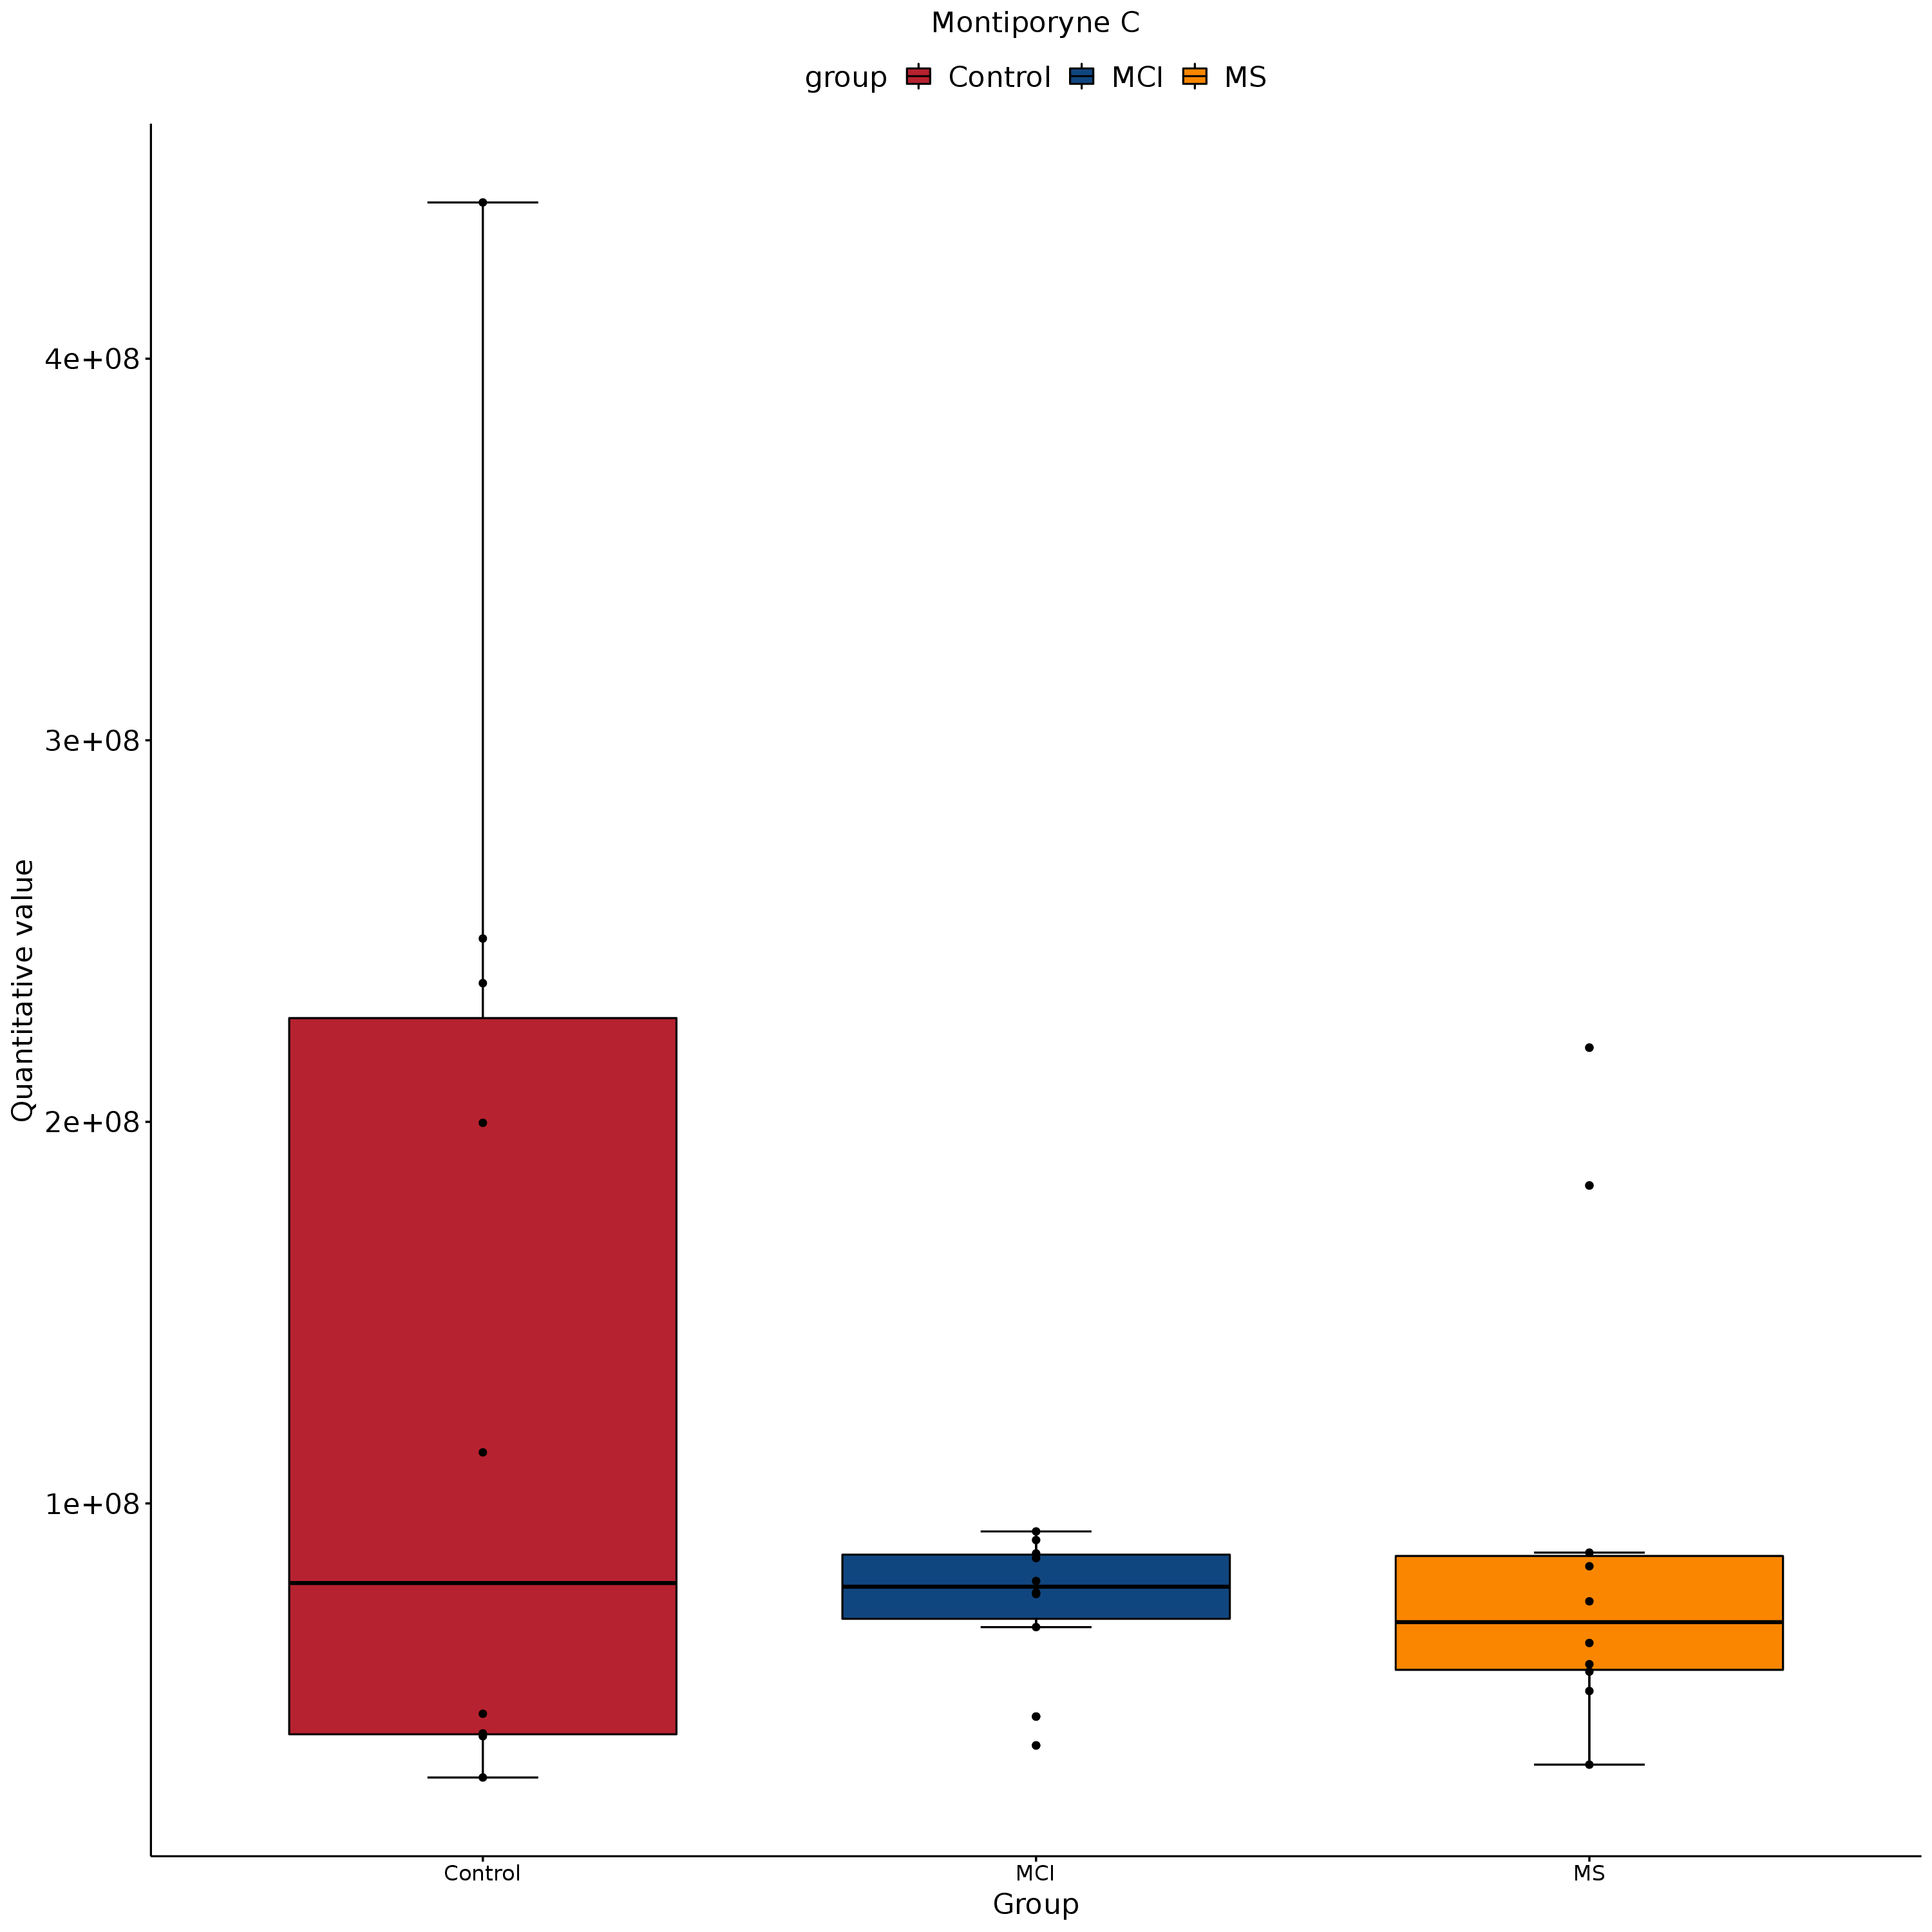 Montiporyne C
group Control MCI MS
Quantitative value
4e+08
3e+08
2e+08
1e+08
Control MCI MS
Group